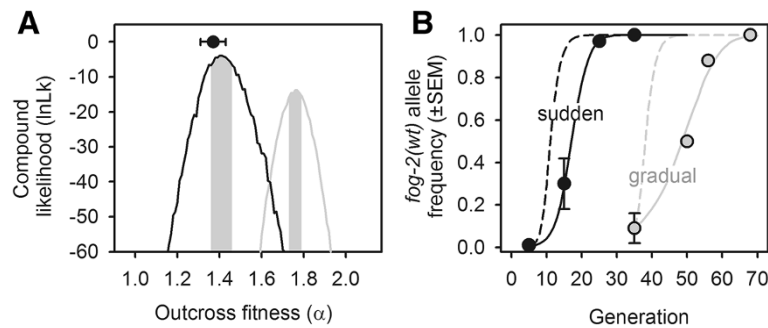 A
0
-10
-20
-30
-40
-50
-60
Compound
likelihood (lnLk)
1.0 1.2 1.4 1.6 1.8 2.0
Outcross fitness (α)
B
1.0
0.8
0.6
0.4
0.2
0.0
fog-2(wt) allele
frequency (±SEM)
sudden
gradual
0 10 20 30 40 50 60 70
Generation